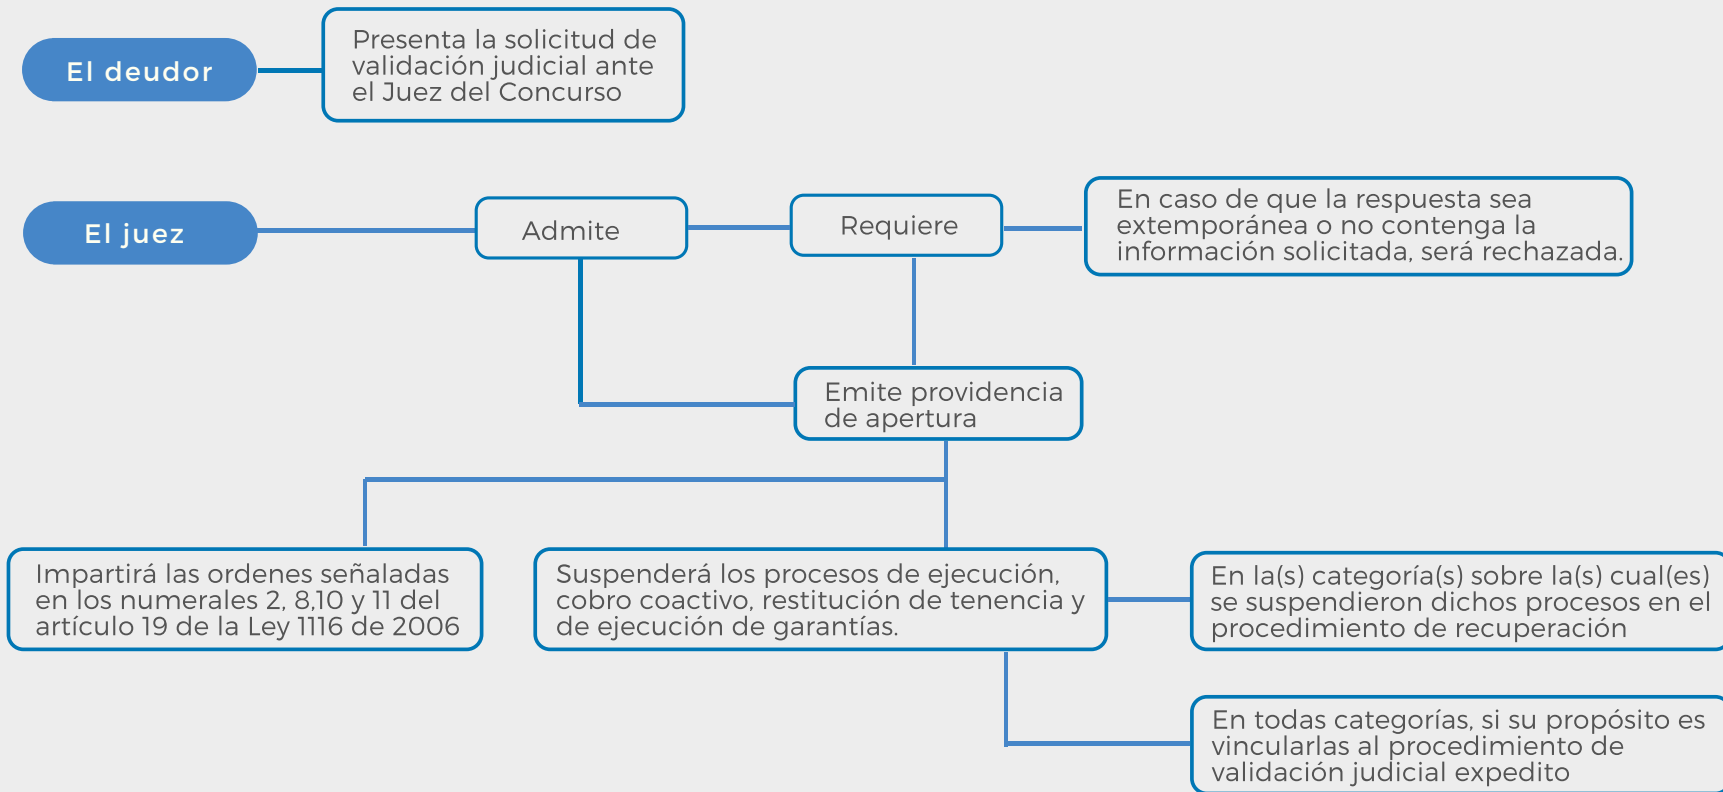 El deudor
Presenta la solicitud de
validación judicial ante
el Juez del Concurso
El juez
Admite
Requiere
En caso de que la respuesta sea
extemporánea o no contenga la
información solicitada, será rechazada.
Emite providencia
de apertura
Impartirá las ordenes señaladas
en los numerales 2, 8,10 y 11 del
artículo 19 de la Ley 1116 de 2006
Suspenderá los procesos de ejecución,
cobro coactivo, restitución de tenencia y
de ejecución de garantías.
En la(s) categoría(s) sobre la(s) cual(es)
se suspendieron dichos procesos en el
procedimiento de recuperación
En todas categorías, si su propósito es
vincularlas al procedimiento de
validación judicial expedito